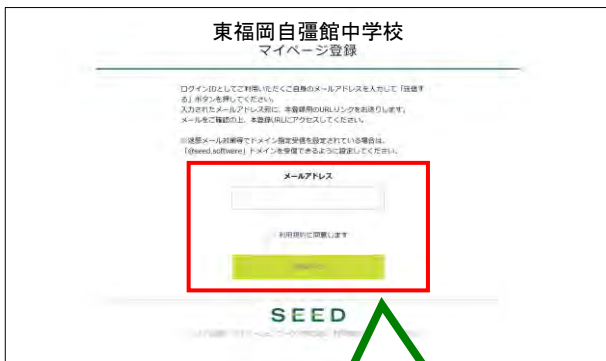 東福岡自彊館中学校
マイページ登録
ログインIDとしてご利用いただくご自身のメールアドレスを入力して「送信す
る」ボタンを押してください。
入力されたメールアドレス宛に、本登録用のURLリンクをお送りします。
メールをご確認の上、本登録URLにアクセスしてください。
※迷惑メール対策等でドメイン指定受信を設定されている場合は、
「@seed.software」ドメインを受信できるように設定してください。
メールアドレス
利用規約に同意します
SEED